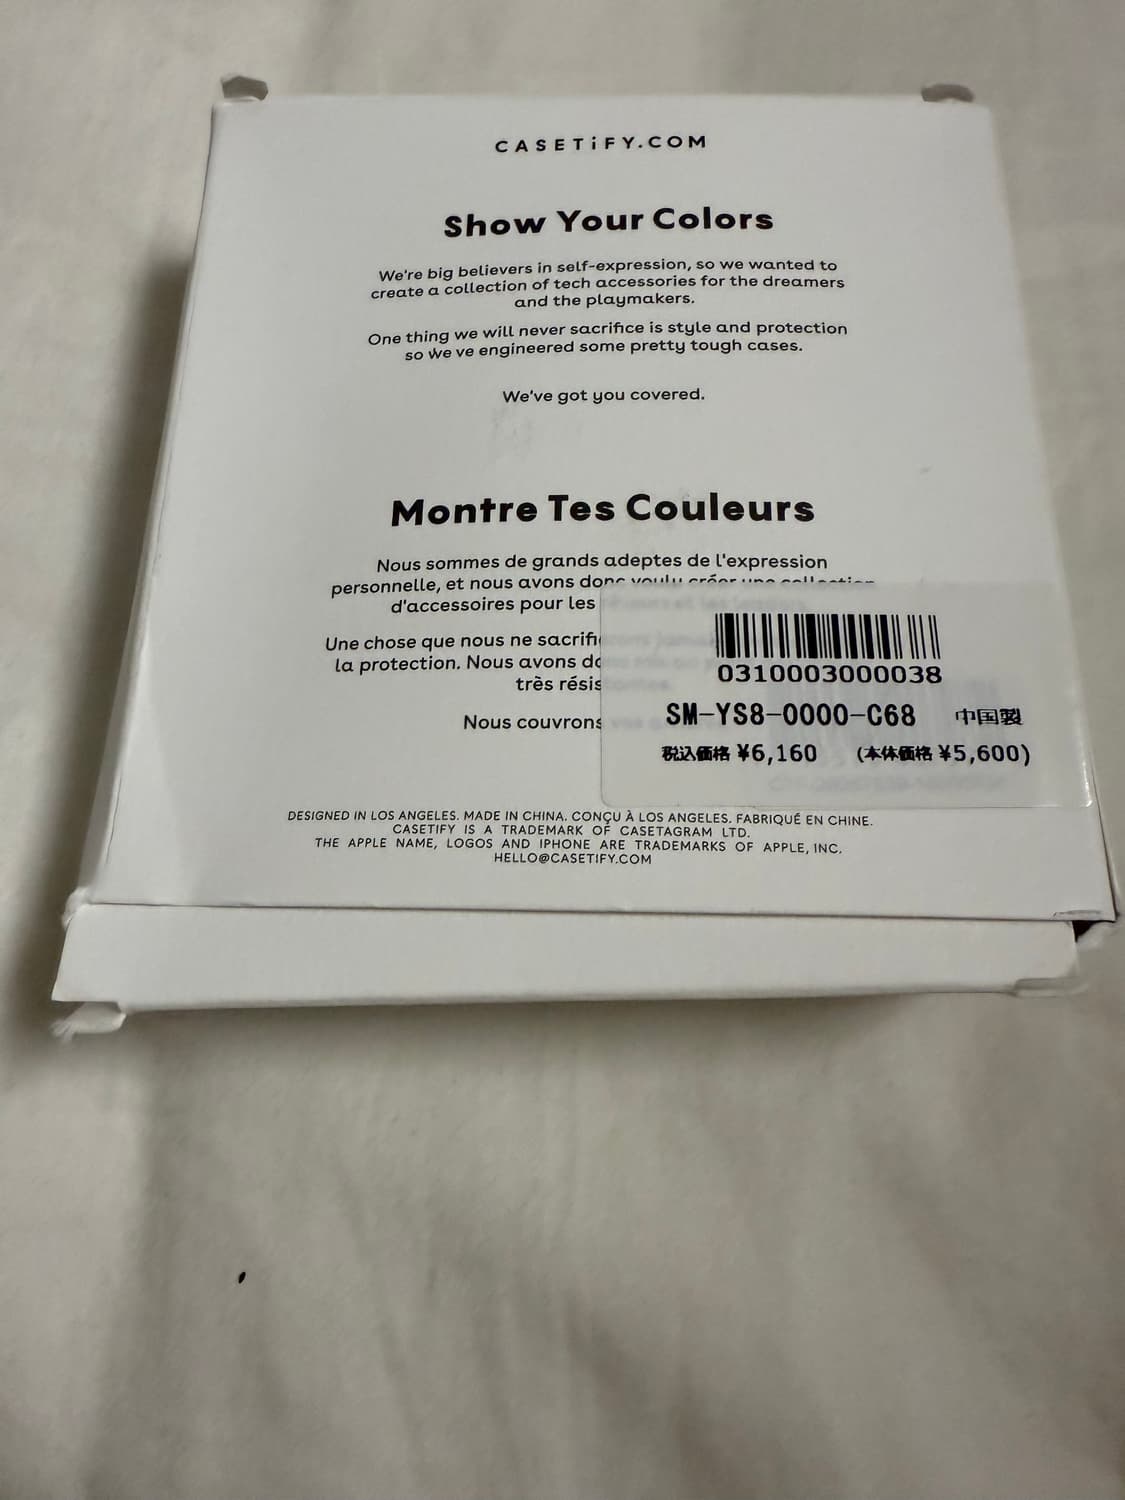 CASETiFY.COM
Show Your Colors
We're big believers in self-expression, so we wanted to
create a collection of tech accessories for the dreamers
and the playmakers.
One thing we will never sacrifice is style and protection
so we ve engineered some pretty tough cases.
We've got you covered.
Montre Tes Couleurs
Nous sommes de grands adeptes de l'expression
personnelle, et nous avons donc voulu créer une collection
d'accessoires pour les
Une chose que nous ne
la protection. Nous avons
très
Nous couvrons
0310003000038
SM-YS8-0000-C68 中国製
税込価格 ¥6,160 (本体価格 ¥5,600)
DESIGNED IN LOS ANGELES. MADE IN CHINA. CONÇU À LOS ANGELES. FABRIQUÉ EN CHINE.
CASETIFY IS A TRADEMARK OF CASETAGRAM LTD.
THE APPLE NAME, LOGOS AND IPHONE ARE TRADEMARKS OF APPLE, INC.
HELLO@CASETIFY.COM